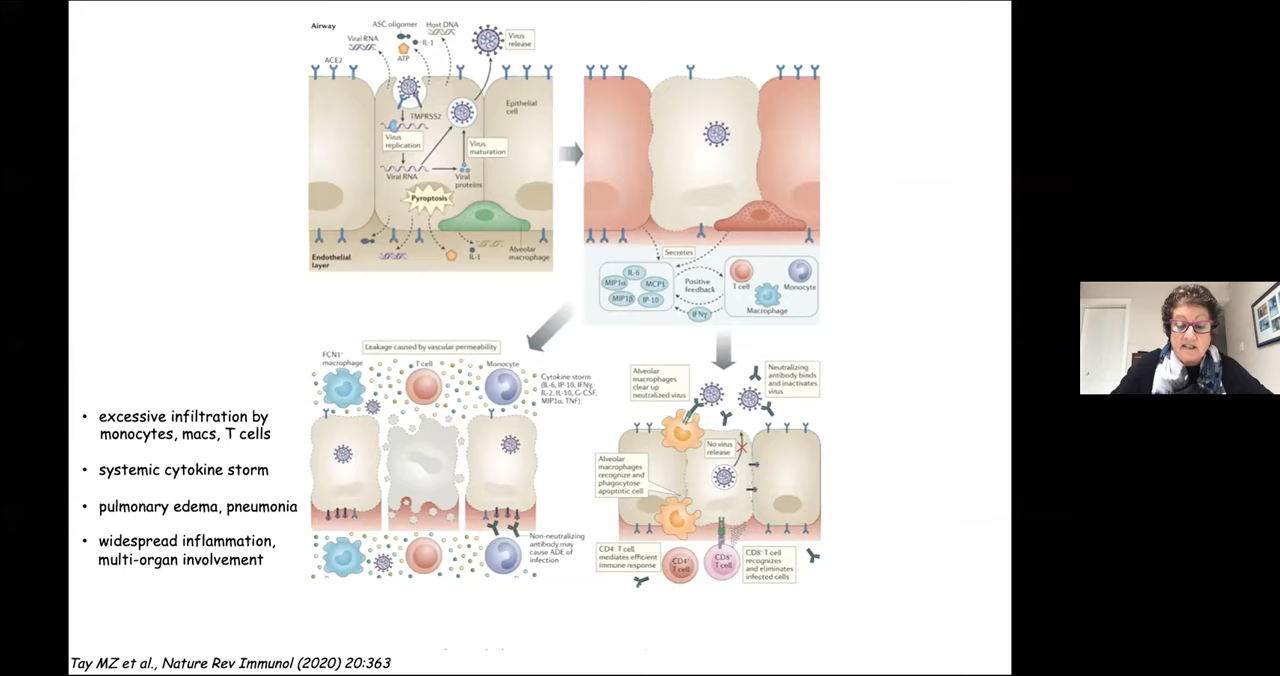 Airway
ASC oligomer
Host DNA
Viral RNA
IL-1
Virus
release
ACE2
ATP
Epithelial
cell
TMPRSS2
Virus
replication
Virus
maturation
Viral RNA
Viral
proteins
Pyroptosis
Endothelial
layer
IL-1
Alveolar
macrophage
Secretes
IL-6
MIP1α
MCP1
MIP1β
IP-10
Positive
feedback
IFNγ
T cell
Monocyte
Macrophage
Leakage caused by vascular permeability
FCN1⁺
macrophage
T cell
Monocyte
Cytokine storm
(IL-6, IP-10, IFNγ,
IL-2, IL-10, G-CSF,
MIP1α, TNF)
Non-neutralizing
antibody may
cause ADE of
infection
Alveolar
macrophages
clear up
neutralized virus
Neutralizing
antibody binds
and inactivates
virus
No virus
release
Alveolar
macrophages
recognize and
phagocytose
apoptotic cell
CD4⁺ T cell
mediates efficient
immune response
CD4⁺
T cell
CD8⁺
T cell
CD8⁺ T cell
recognizes
and eliminates
infected cells
• excessive infiltration by
monocytes, macs, T cells
• systemic cytokine storm
• pulmonary edema, pneumonia
• widespread inflammation,
multi-organ involvement
Tay MZ et al., Nature Rev Immunol (2020) 20:363